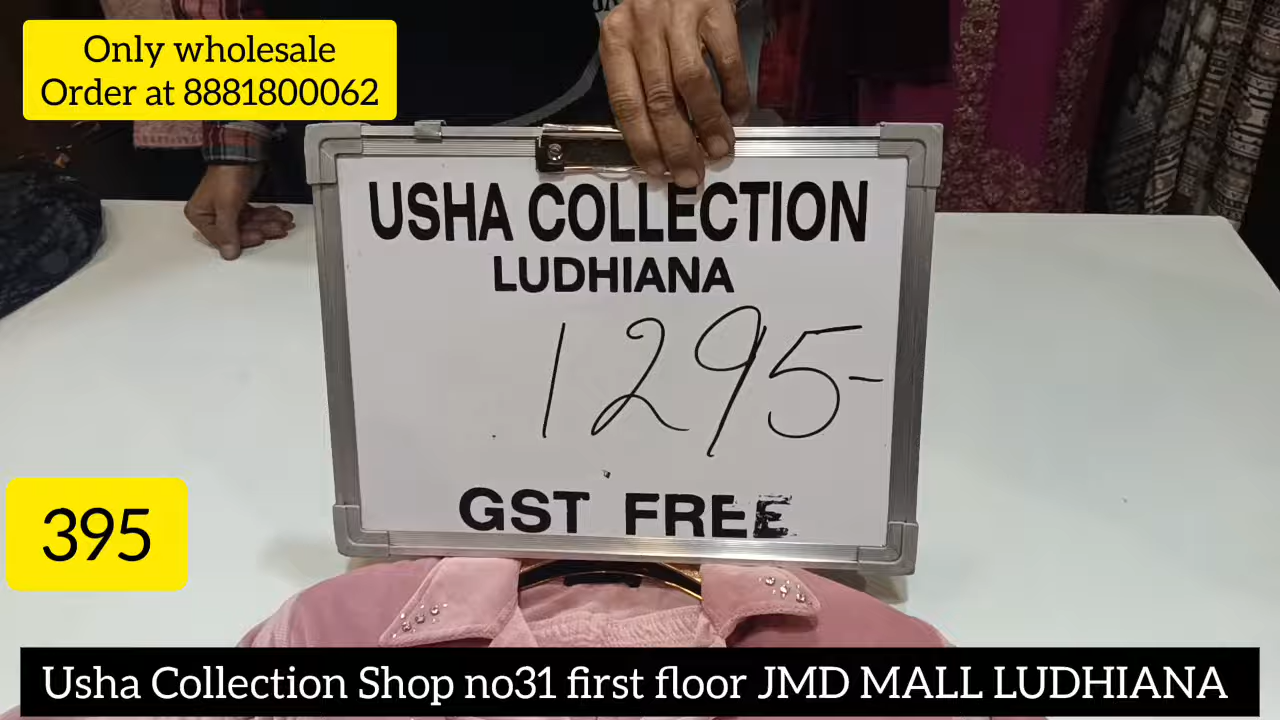 Only wholesale
Order at 8881800062
USHA COLLECTION
LUDHIANA
1295-
GST FREE
395
Usha Collection Shop no31 first floor JMD MALL LUDHIANA